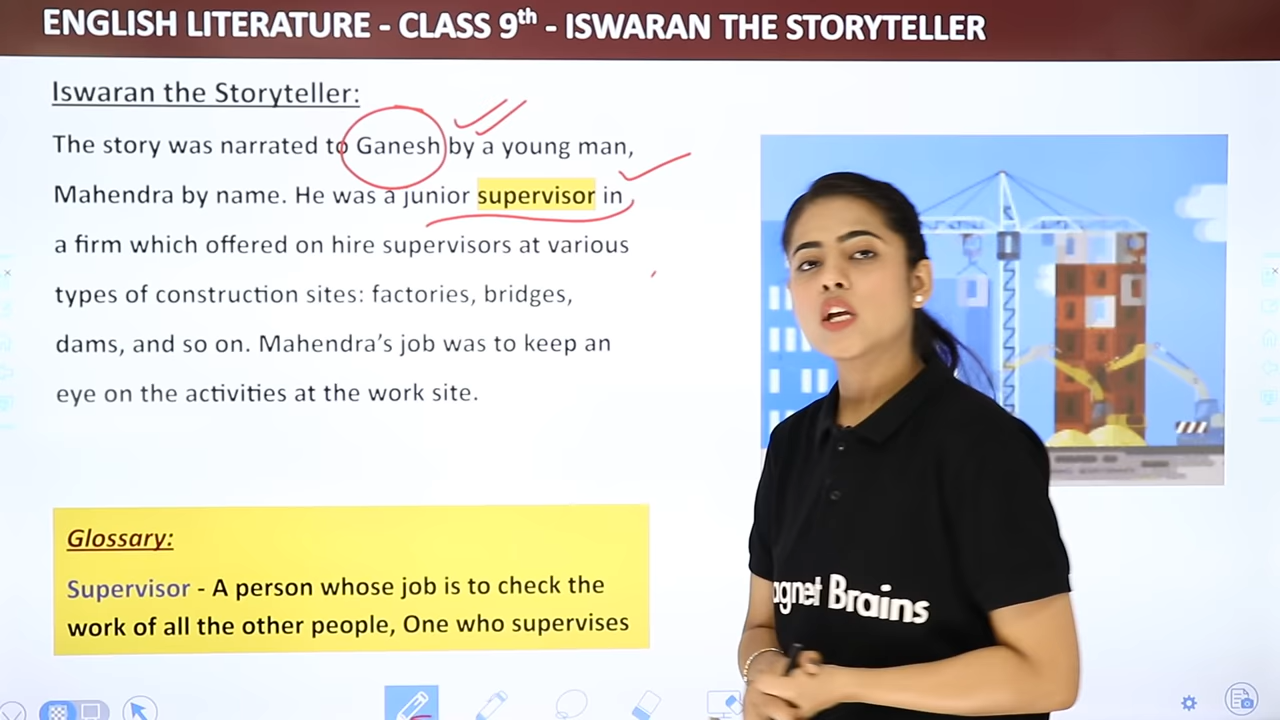 ENGLISH LITERATURE - CLASS 9th - ISWARAN THE STORYTELLER
Iswaran the Storyteller:
The story was narrated to Ganesh by a young man,
Mahendra by name. He was a junior supervisor in
a firm which offered on hire supervisors at various
types of construction sites: factories, bridges,
dams, and so on. Mahendra’s job was to keep an
eye on the activities at the work site.
Glossary:
Supervisor - A person whose job is to check the
work of all the other people, One who supervises
agnet Brains